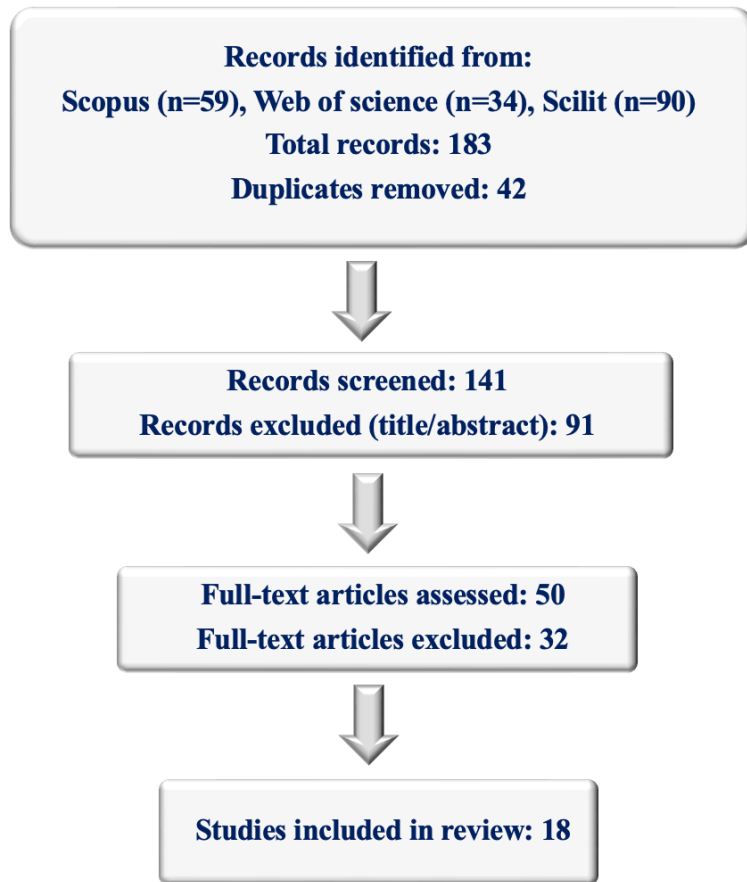 Records identified from:
Scopus (n=59), Web of science (n=34), Scilit (n=90)
Total records: 183
Duplicates removed: 42
Records screened: 141
Records excluded (title/abstract): 91
Full-text articles assessed: 50
Full-text articles excluded: 32
Studies included in review: 18